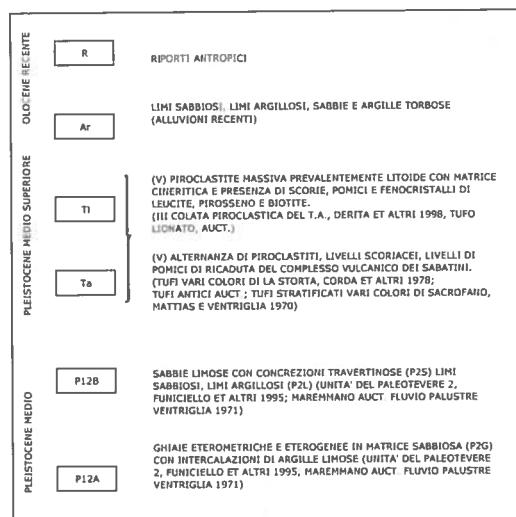 OLOCENE RECENTE
R
RIPORTI ANTROPICI
Ar
LIMI SABBIOSI, LIMI ARGILLOSI, SABBIE E ARGILLE TORBOSE
(ALLUVIONI RECENTI)
PLEISTOCENE MEDIO SUPERIORE
Tl
(V) PIROCLASTITE MASSIVA PREVALENTEMENTE LITOIDE CON MATRICE
CINERITICA E PRESENZA DI SCORIE, POMICI E FENOCRISTALLI DI
LEUCITE, PIROSSENO E BIOTITE.
(III COLATA PIROCLASTICA DEL T.A., DERITA ET ALTRI 1998, TUFO
LIONATO, AUCT.)
Ta
(V) ALTERNANZA DI PIROCLASTITI, LIVELLI SCORIACEI, LIVELLI DI
POMICI DI RICADUTA DEL COMPLESSO VULCANICO DEI SABATINI.
(TUFI VARI COLORI DI LA STORTA, CORDA ET ALTRI 1978;
TUFI ANTICI AUCT ; TUFI STRATIFICATI VARI COLORI DI SACROFANO,
MATTIAS E VENTRIGLIA 1970)
PLEISTOCENE MEDIO
P12B
SABBIE LIMOSE CON CONCREZIONI TRAVERTINOSE (P2S) LIMI
SABBIOSI, LIMI ARGILLOSI (P2L) (UNITA' DEL PALEOTEVERE 2,
FUNICIELLO ET ALTRI 1995; MAREMMANO AUCT. FLUVIO PALUSTRE
VENTRIGLIA 1971)
P12A
GHIAIE ETEROMETRICHE E ETEROGENEE IN MATRICE SABBIOSA (P2G)
CON INTERCALAZIONI DI ARGILLE LIMOSE (UNITA' DEL PALEOTEVERE
2, FUNICIELLO ET ALTRI 1995, MAREMMANO AUCT. FLUVIO PALUSTRE
VENTRIGLIA 1971)